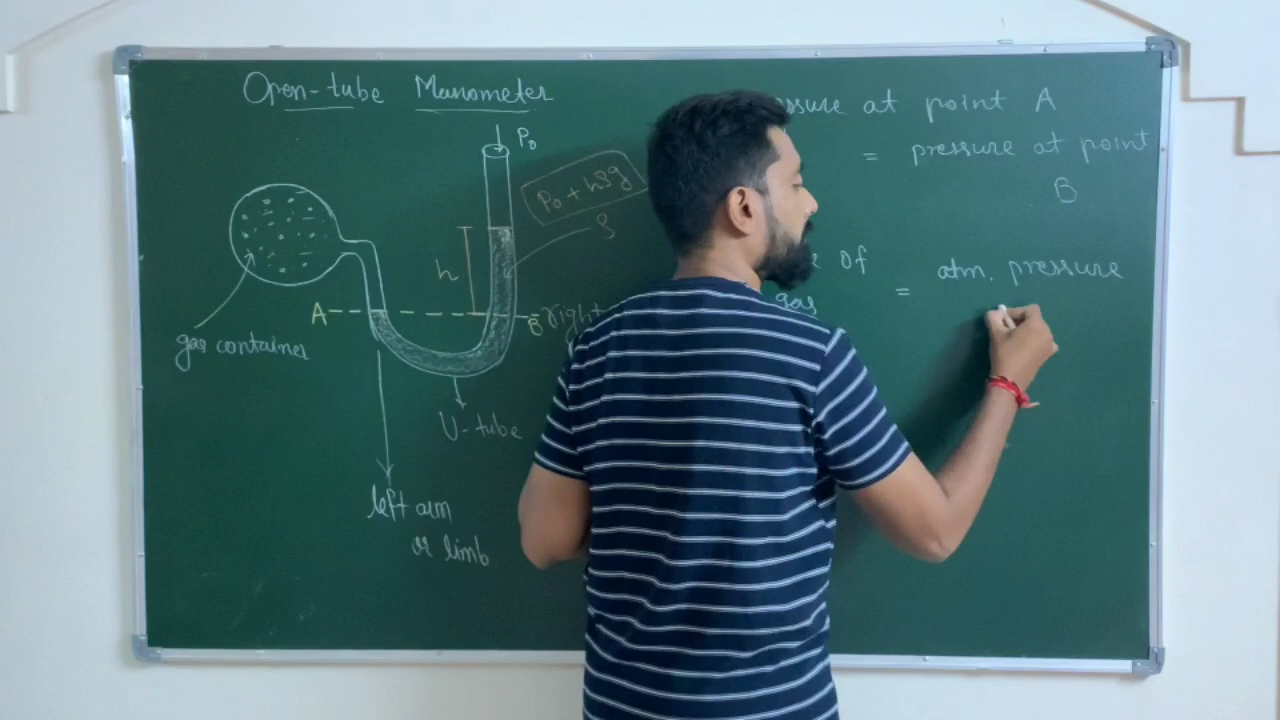 Open-tube Manometer
P₀
P₀ + hρg
ρ
h
A
B
right
gas container
U-tube
left arm
or limb
at point A
= pressure at point
B
of
gas
= atm. pressure